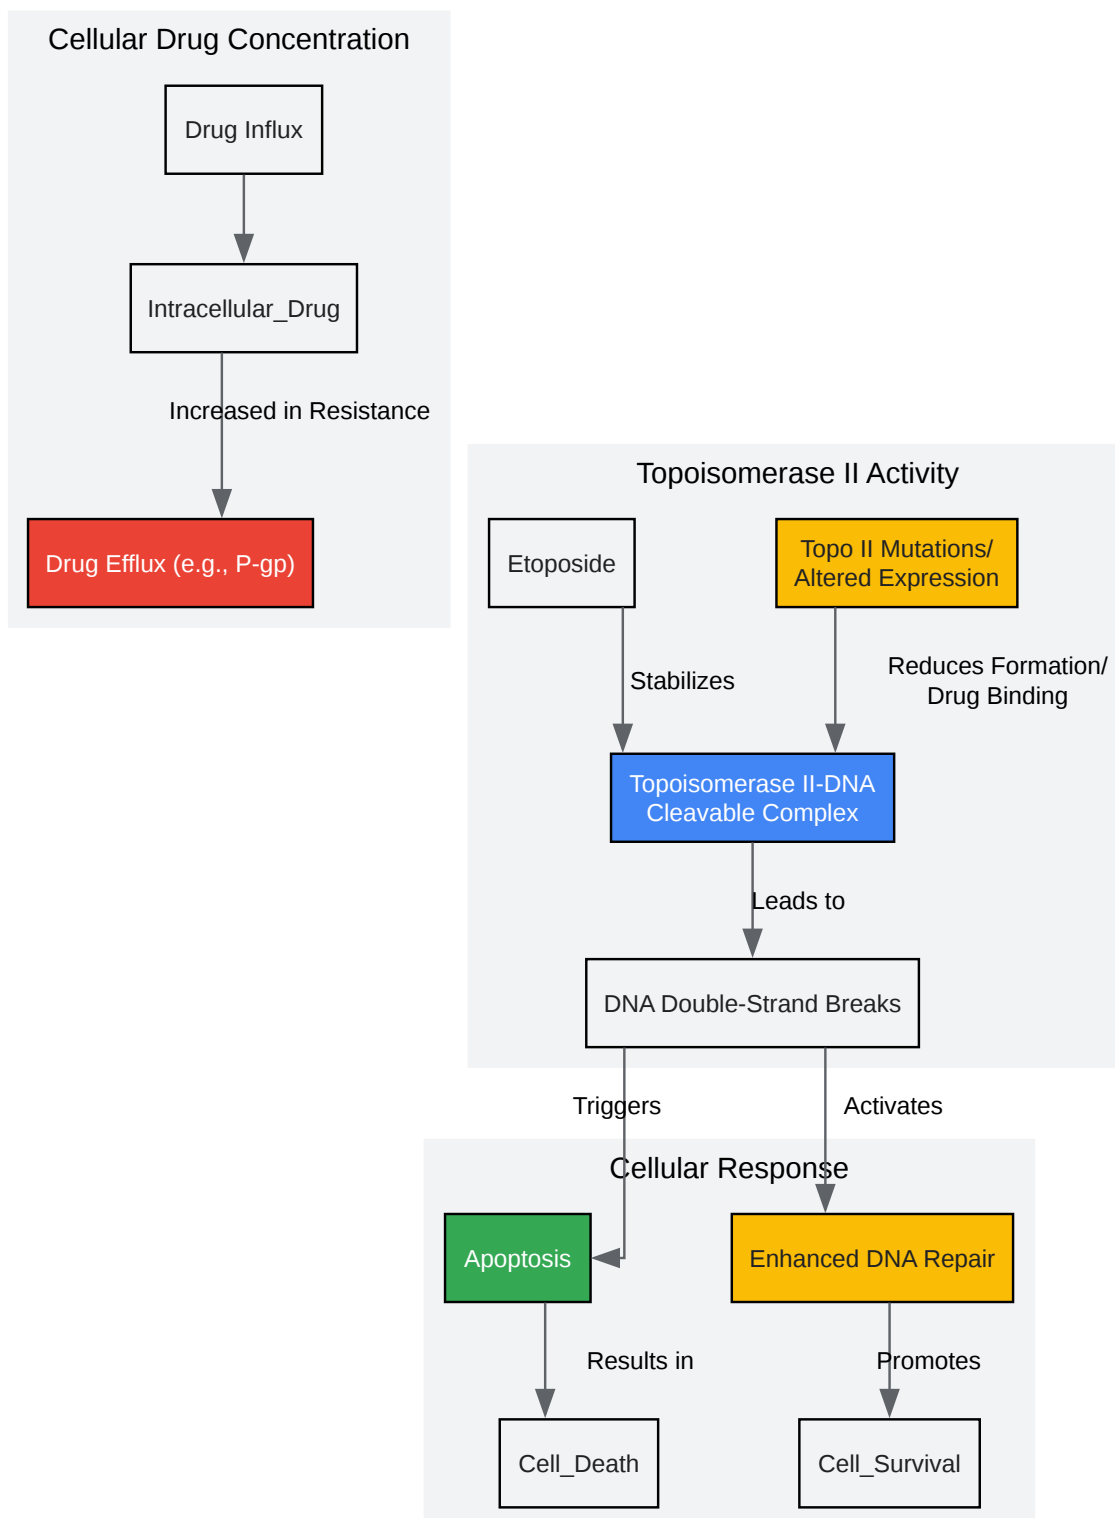 Cellular Drug Concentration
Drug Influx
Intracellular_Drug
Increased in Resistance
Drug Efflux (e.g., P-gp)
Topoisomerase II Activity
Etoposide
Topo II Mutations/
Altered Expression
Stabilizes
Reduces Formation/
Drug Binding
Topoisomerase II-DNA
Cleavable Complex
Leads to
DNA Double-Strand Breaks
Triggers
Activates
Cellular Response
Apoptosis
Enhanced DNA Repair
Results in
Promotes
Cell_Death
Cell_Survival